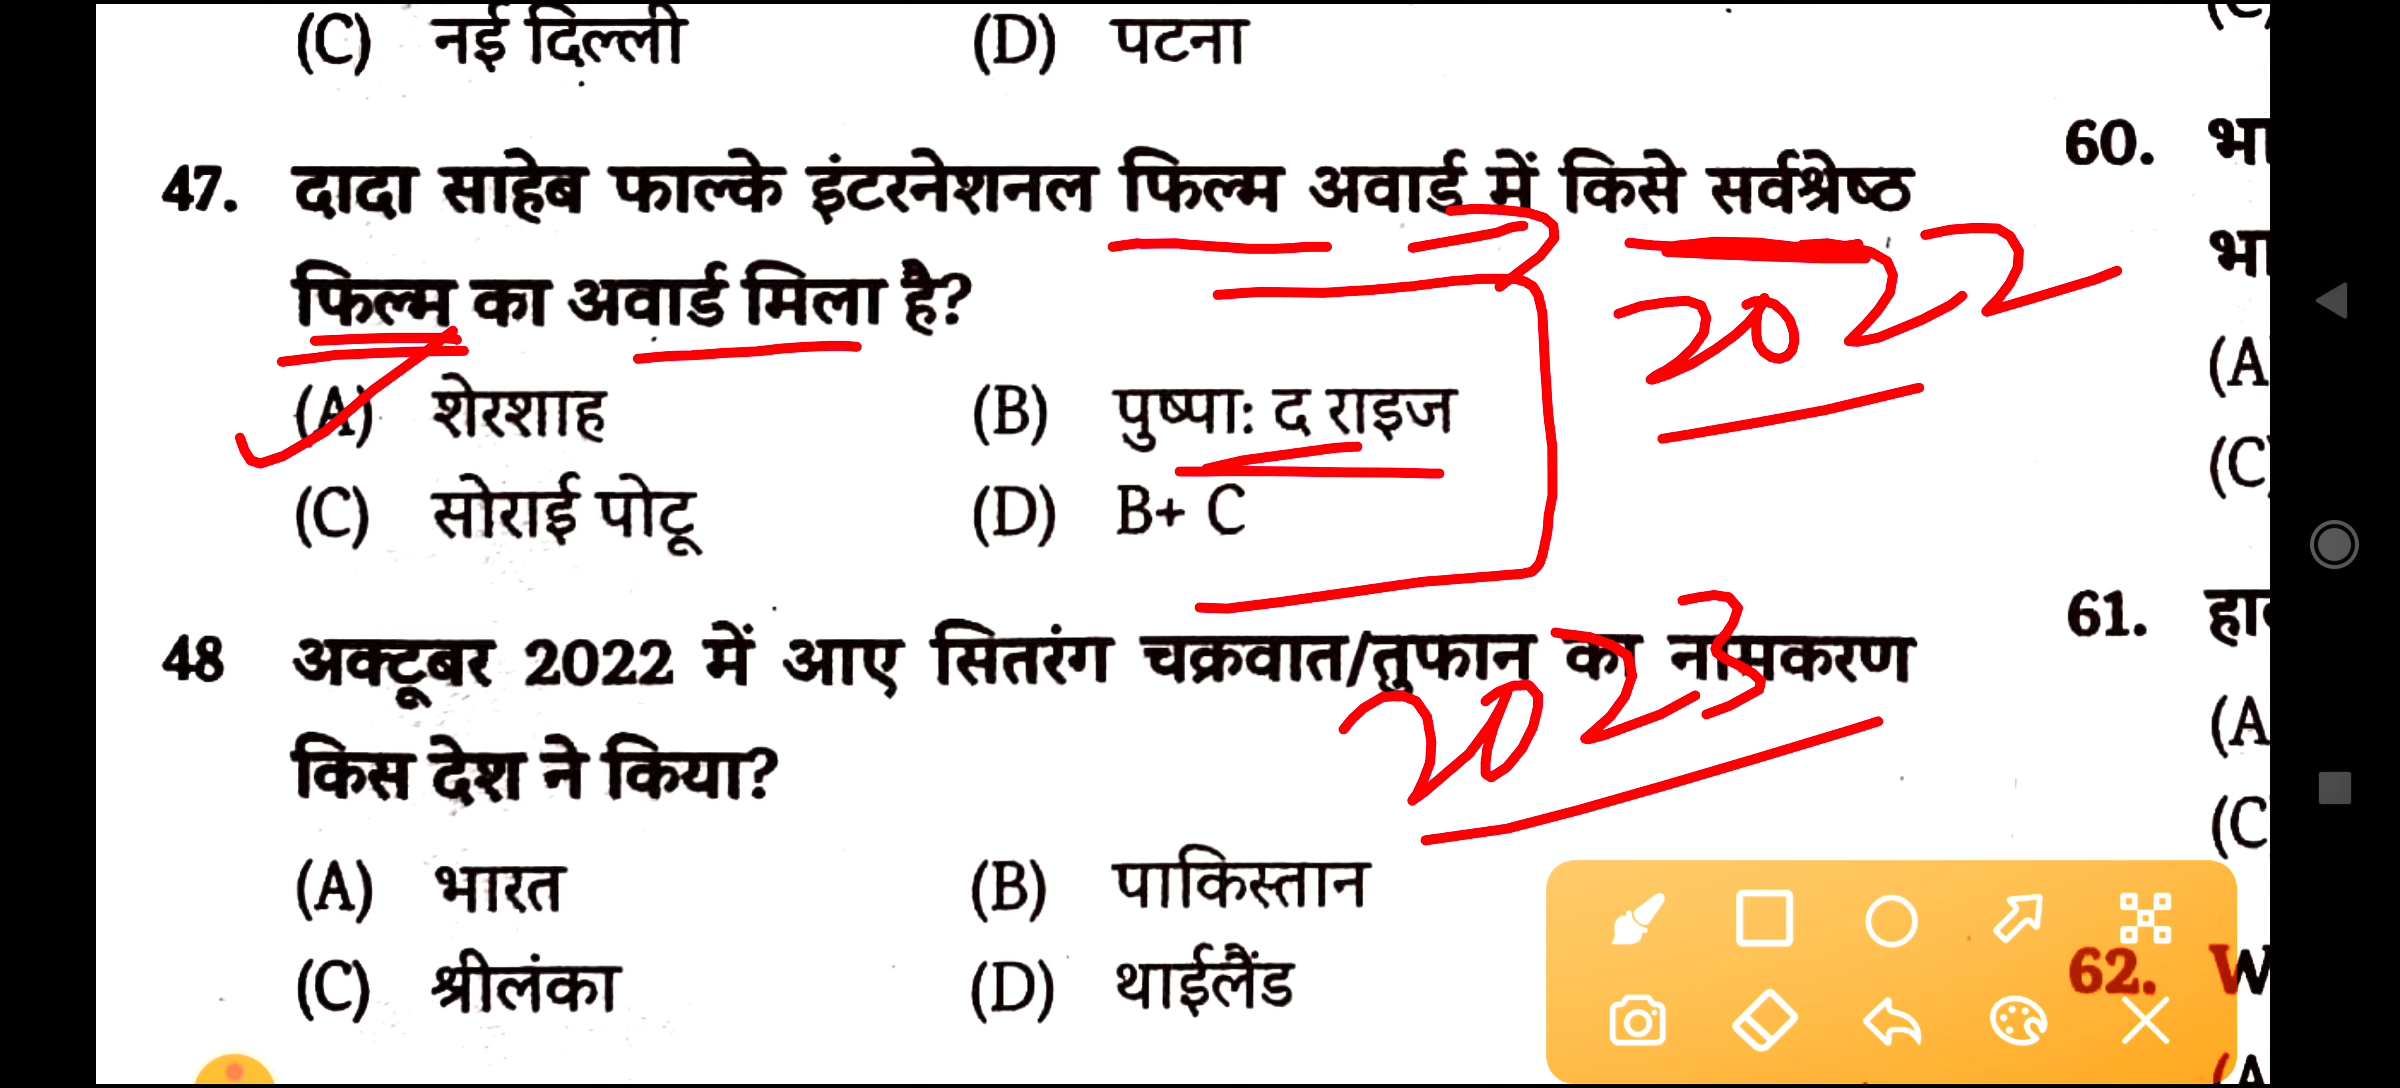 (C) नई दिल्ली (D) पटना
47. दादा साहेब फाल्के इंटरनेशनल फिल्म अवार्ड में किसे सर्वश्रेष्ठ
फिल्म का अवार्ड मिला है?
2022
(A) शेरशाह (B) पुष्पाः द राइज
(C) सोराई पोटू (D) B+ C
48 अक्टूबर 2022 में आए सितरंग चक्रवात/तुफान का नामकरण
2023
किस देश ने किया?
(A) भारत (B) पाकिस्तान
(C) श्रीलंका (D) थाईलैंड
60. भा
भा
(A
(C)
61. हा
(A
(C
62. W
(A